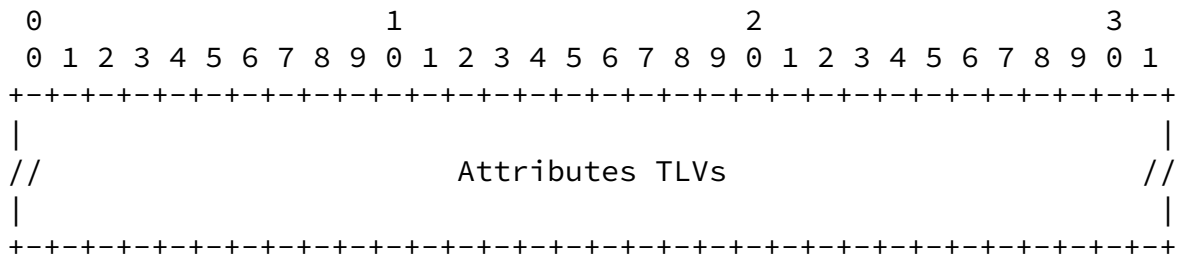 0                   1                   2                   3
 0 1 2 3 4 5 6 7 8 9 0 1 2 3 4 5 6 7 8 9 0 1 2 3 4 5 6 7 8 9 0 1
+-+-+-+-+-+-+-+-+-+-+-+-+-+-+-+-+-+-+-+-+-+-+-+-+-+-+-+-+-+-+-+-+
|                                                               |
//                       Attributes TLVs                       //
|                                                               |
+-+-+-+-+-+-+-+-+-+-+-+-+-+-+-+-+-+-+-+-+-+-+-+-+-+-+-+-+-+-+-+-+